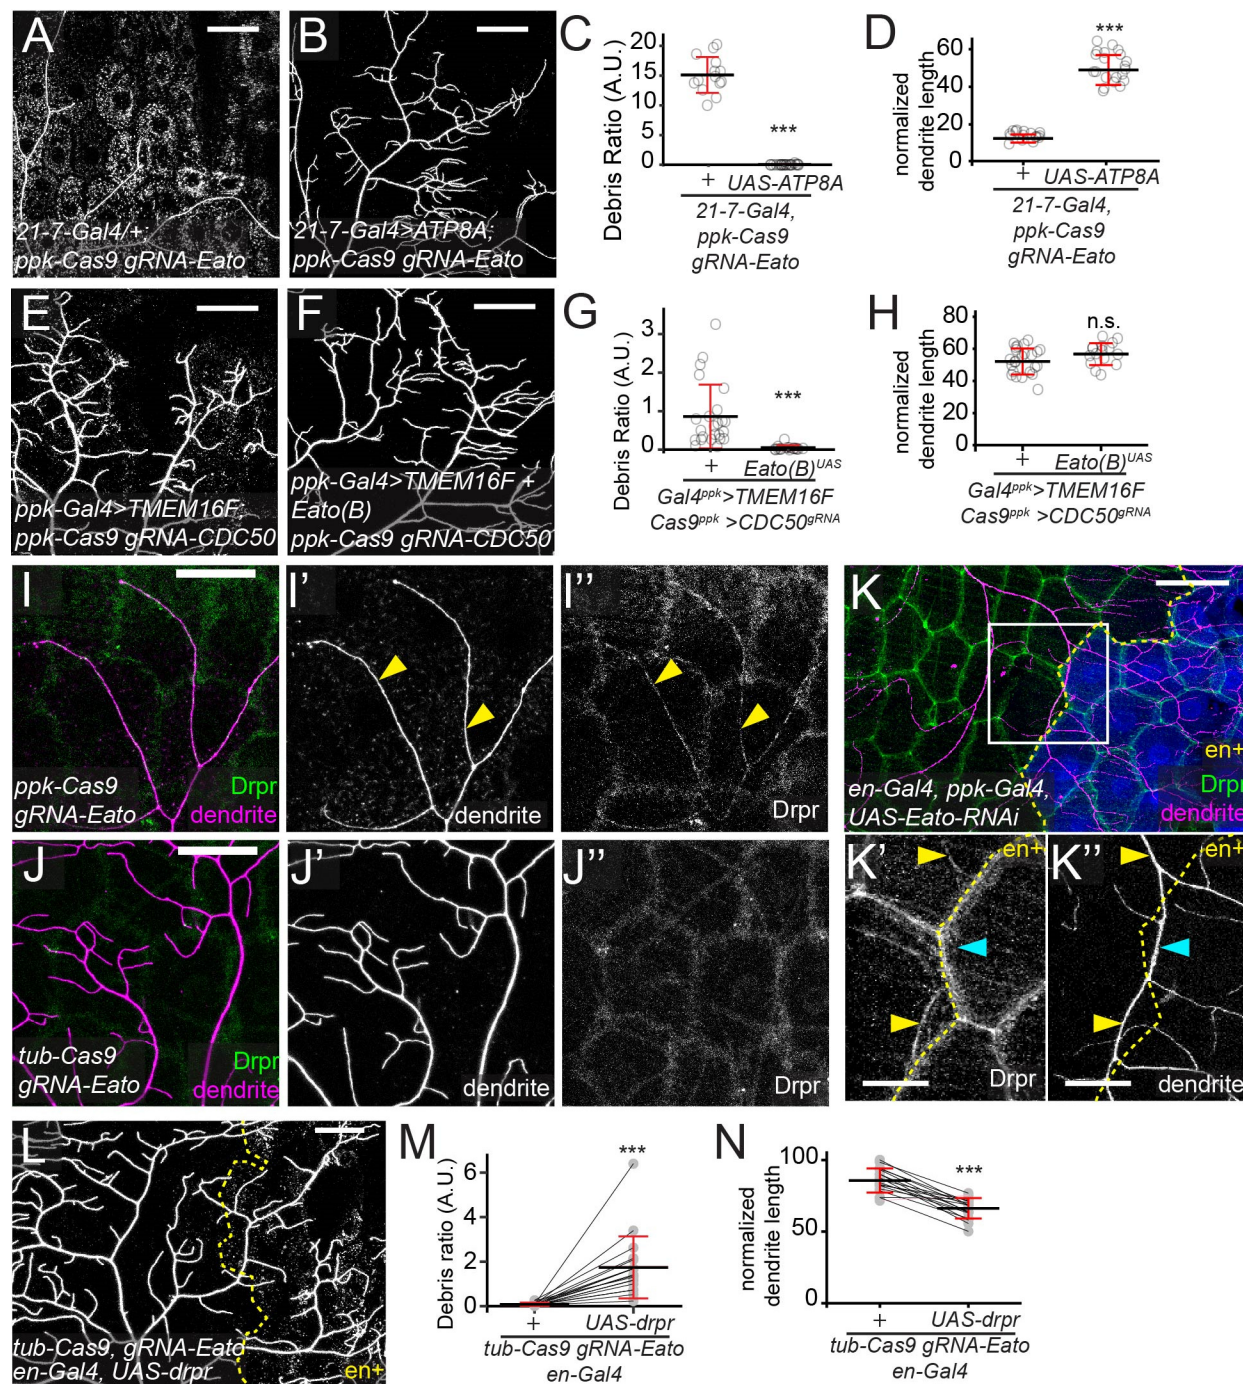 A
21-7-Gal4/+;
ppk-Cas9 gRNA-Eato
B
21-7-Gal4>ATP8A;
ppk-Cas9 gRNA-Eato
C
Debris Ratio (A.U.)
20
15
10
5
0
***
+ UAS-ATP8A
21-7-Gal4,
ppk-Cas9
gRNA-Eato
D
normalized
dendrite length
60
40
20
0
***
+ UAS-ATP8A
21-7-Gal4,
ppk-Cas9
gRNA-Eato
E
ppk-Gal4>TMEM16F;
ppk-Cas9 gRNA-CDC50
F
ppk-Gal4>TMEM16F +
Eato(B)
ppk-Cas9 gRNA-CDC50
G
Debris Ratio (A.U.)
3
2
1
0
***
+ Eato(B)ᵁᴬˢ
Gal4ᵖᵖᵏ>TMEM16F
Cas9ᵖᵖᵏ >CDC50ᵍᴿᴺᴬ
H
normalized
dendrite length
80
60
40
20
0
n.s.
+ Eato(B)ᵁᴬˢ
Gal4ᵖᵖᵏ>TMEM16F
Cas9ᵖᵖᵏ >CDC50ᵍᴿᴺᴬ
I
ppk-Cas9
gRNA-Eato
Drpr
dendrite
I'
dendrite
I''
Drpr
J
tub-Cas9
gRNA-Eato
Drpr
dendrite
J'
dendrite
J''
Drpr
K
en-Gal4, ppk-Gal4,
UAS-Eato-RNAi
en+
Drpr
dendrite
K'
en+
Drpr
K''
en+
dendrite
L
tub-Cas9, gRNA-Eato
en-Gal4, UAS-drpr
en+
M
Debris ratio (A.U.)
6
4
2
0
***
+ UAS-drpr
tub-Cas9 gRNA-Eato
en-Gal4
N
normalized
dendrite length
100
50
0
***
+ UAS-drpr
tub-Cas9 gRNA-Eato
en-Gal4